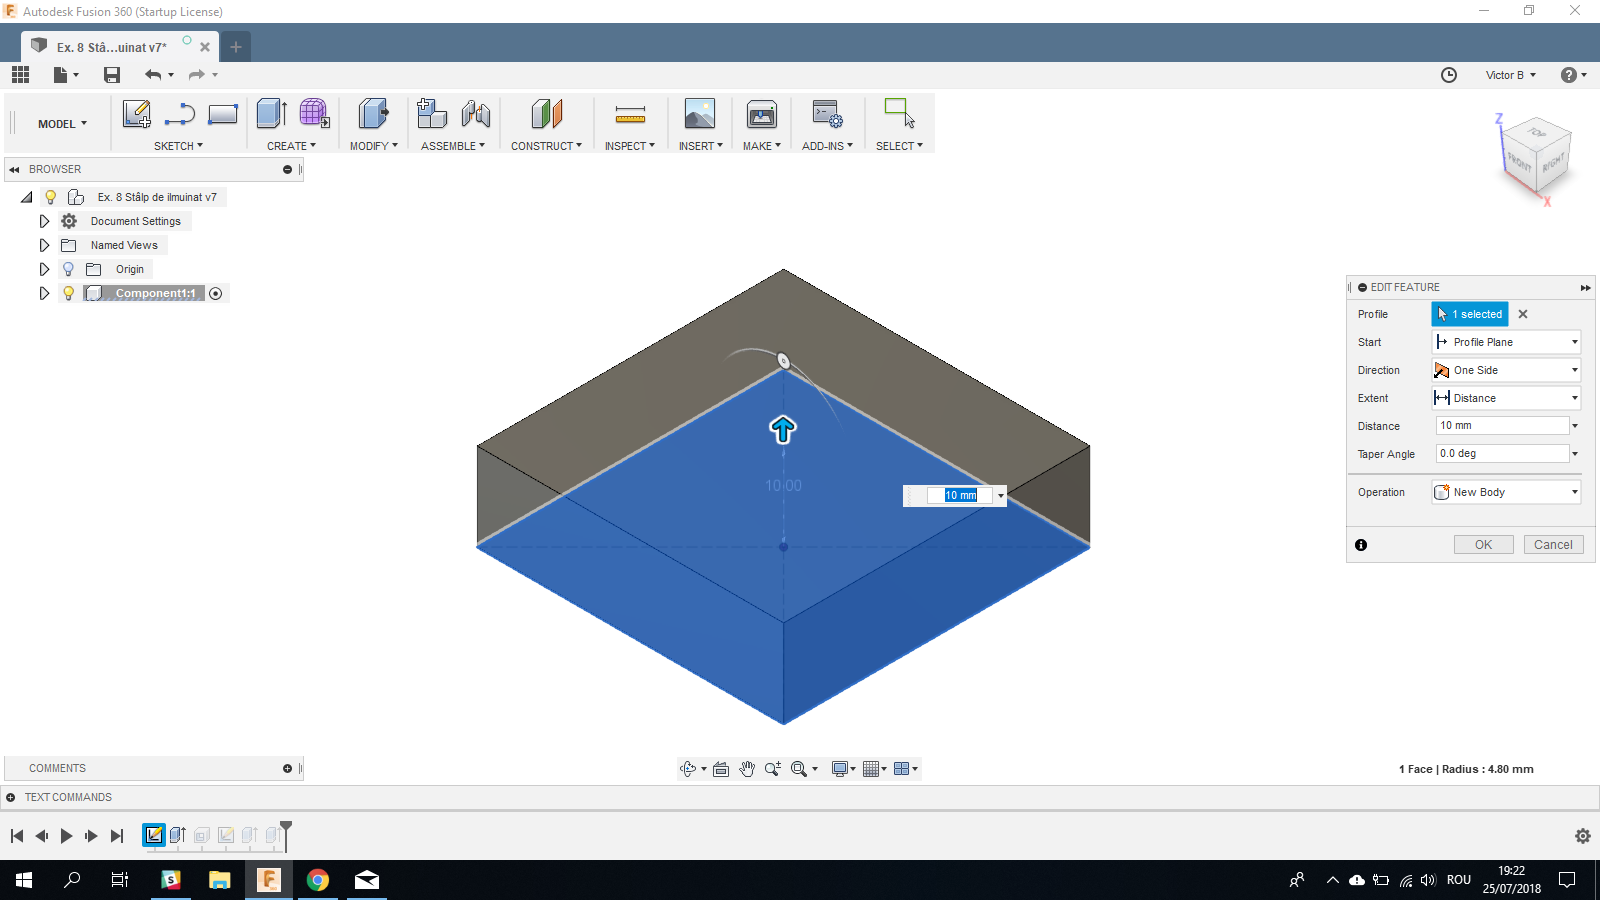 Autodesk Fusion 360 (Startup License)
Ex. 8 Stâ...uinat v7*
Victor B
MODEL
SKETCH
CREATE
MODIFY
ASSEMBLE
CONSTRUCT
INSPECT
INSERT
MAKE
ADD-INS
SELECT
Z
TOP
FRONT
RIGHT
X
BROWSER
Ex. 8 Stâlp de ilmuinat v7
Document Settings
Named Views
Origin
Component1:1
10.00
10 mm
EDIT FEATURE
Profile 1 selected
Start Profile Plane
Direction One Side
Extent Distance
Distance 10 mm
Taper Angle 0.0 deg
Operation New Body
OK Cancel
COMMENTS
1 Face | Radius : 4.80 mm
TEXT COMMANDS
ROU
19:22
25/07/2018